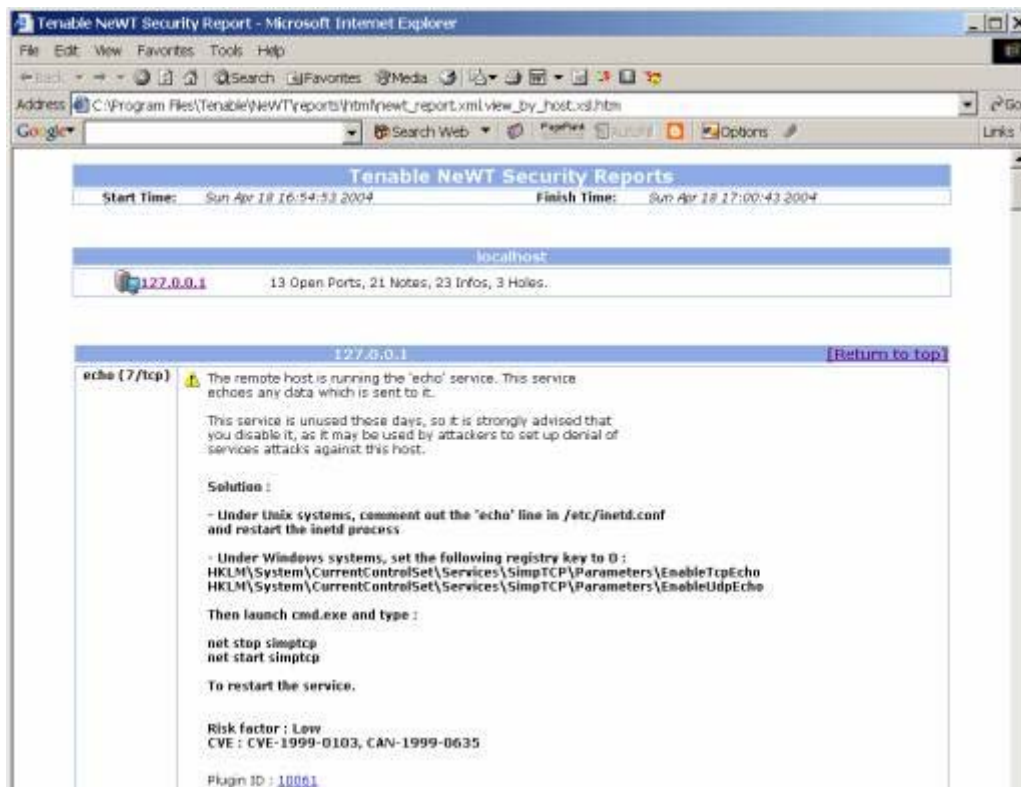 Tenable NeWT Security Report - Microsoft Internet Explorer
File Edit View Favorites Tools Help
Back Search Favorites Media
Address C:\Program Files\Tenable\NeWT\reports\html\newt_report.xml.view_by_host.xsl.htm Go
Google Search Web PageRank Options Links
Tenable NeWT Security Reports
Start Time: Sun Apr 18 16:54:53 2004 Finish Time: Sun Apr 18 17:00:43 2004
localhost
127.0.0.1 13 Open Ports, 21 Notes, 23 Infos, 3 Holes.
127.0.0.1 [Return to top]
echo (7/tcp) The remote host is running the 'echo' service. This service
echoes any data which is sent to it.
This service is unused these days, so it is strongly advised that
you disable it, as it may be used by attackers to set up denial of
services attacks against this host.
Solution :
- Under Unix systems, comment out the 'echo' line in /etc/inetd.conf
and restart the inetd process
- Under Windows systems, set the following registry key to 0 :
HKLM\System\CurrentControlSet\Services\SimpTCP\Parameters\EnableTcpEcho
HKLM\System\CurrentControlSet\Services\SimpTCP\Parameters\EnableUdpEcho
Then launch cmd.exe and type :
net stop simptcp
net start simptcp
To restart the service.
Risk factor : Low
CVE : CVE-1999-0103, CAN-1999-0635
Plugin ID : 10061